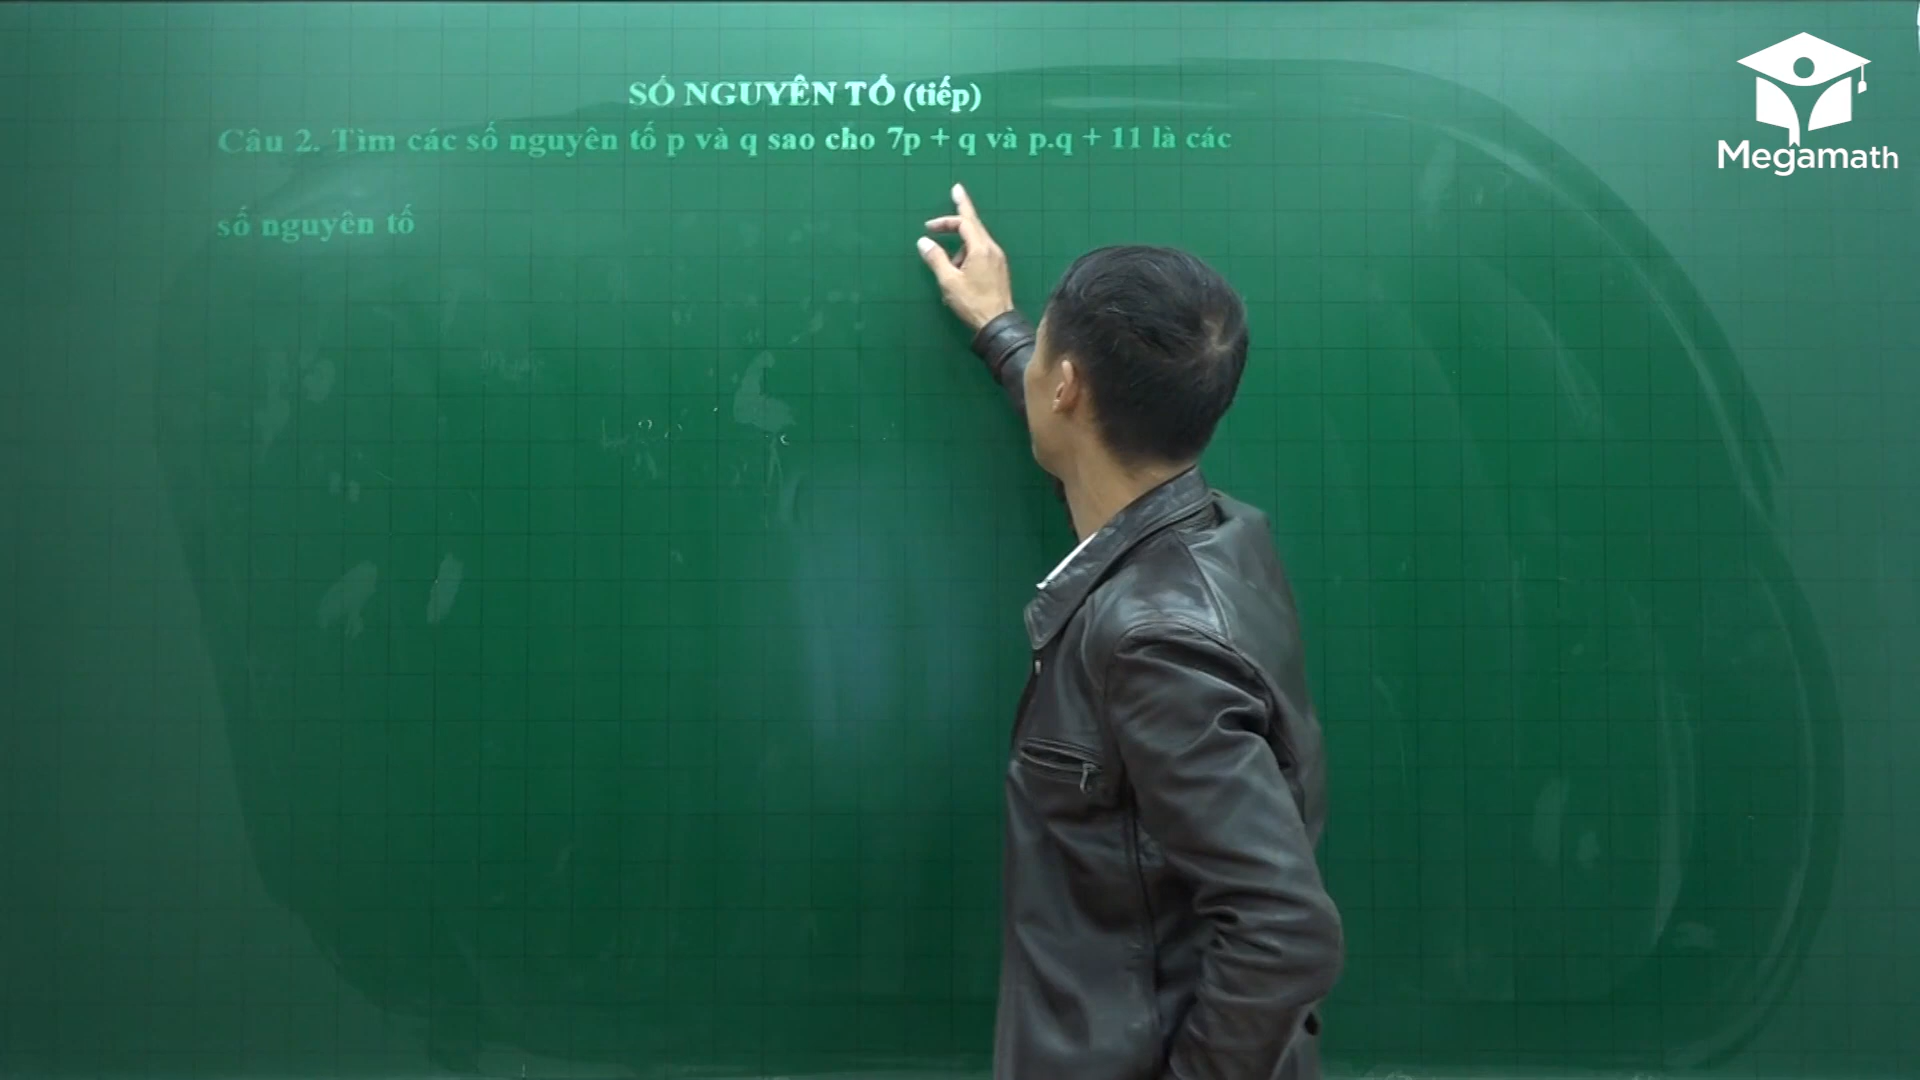 SỐ NGUYÊN TỐ (tiếp)
Câu 2. Tìm các số nguyên tố p và q sao cho 7p + q và p.q + 11 là các
số nguyên tố
Megamath